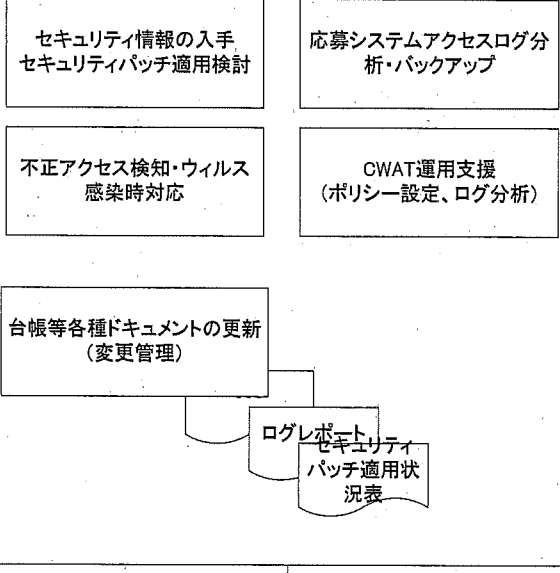 セキュリティ情報の入手
セキュリティパッチ適用検討
応募システムアクセスログ分
析・バックアップ
不正アクセス検知・ウィルス
感染時対応
CWAT運用支援
(ポリシー設定、ログ分析)
台帳等各種ドキュメントの更新
(変更管理)
ログレポート
セキュリティ
パッチ適用状
況表